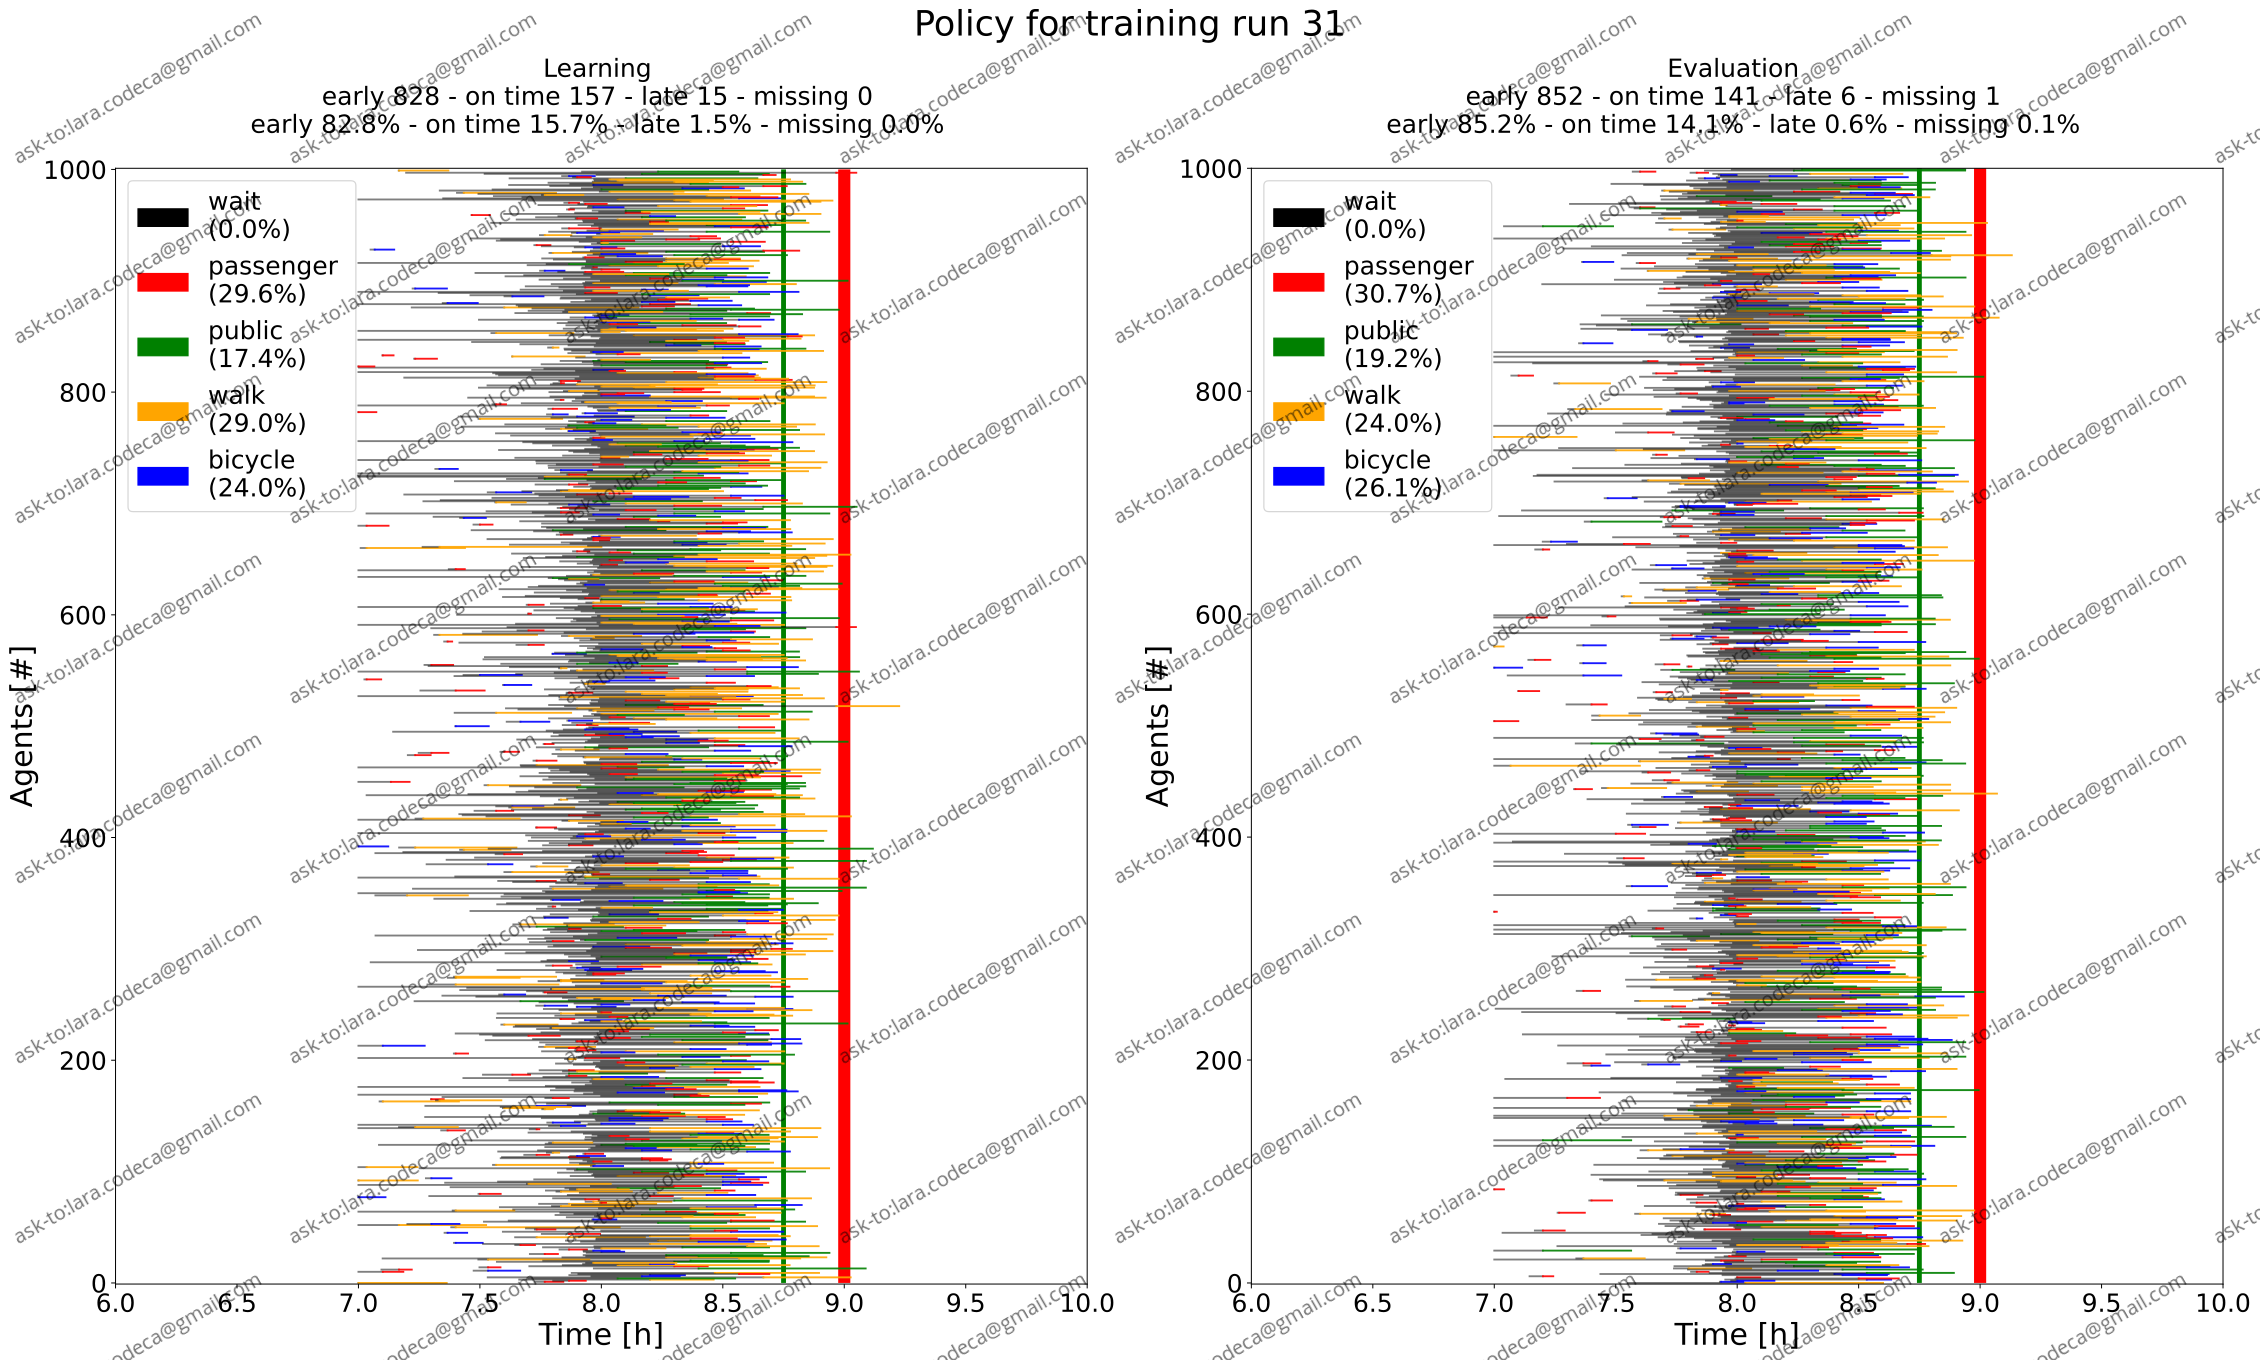 Policy for training run 31
Learning
early 828 - on time 157 - late 15 - missing 0
early 82.8% - on time 15.7% - late 1.5% - missing 0.0%
1000
800
600
400
200
0
Agents [#]
wait
(0.0%)
passenger
(29.6%)
public
(17.4%)
walk
(29.0%)
bicycle
(24.0%)
6.0 6.5 7.0 7.5 8.0 8.5 9.0 9.5 10.0
Time [h]
Evaluation
early 852 - on time 141 - late 6 - missing 1
early 85.2% - on time 14.1% - late 0.6% - missing 0.1%
1000
800
600
400
200
0
Agents [#]
wait
(0.0%)
passenger
(30.7%)
public
(19.2%)
walk
(24.0%)
bicycle
(26.1%)
6.0 6.5 7.0 7.5 8.0 8.5 9.0 9.5 10.0
Time [h]
ask-to:lara.codeca@gmail.com